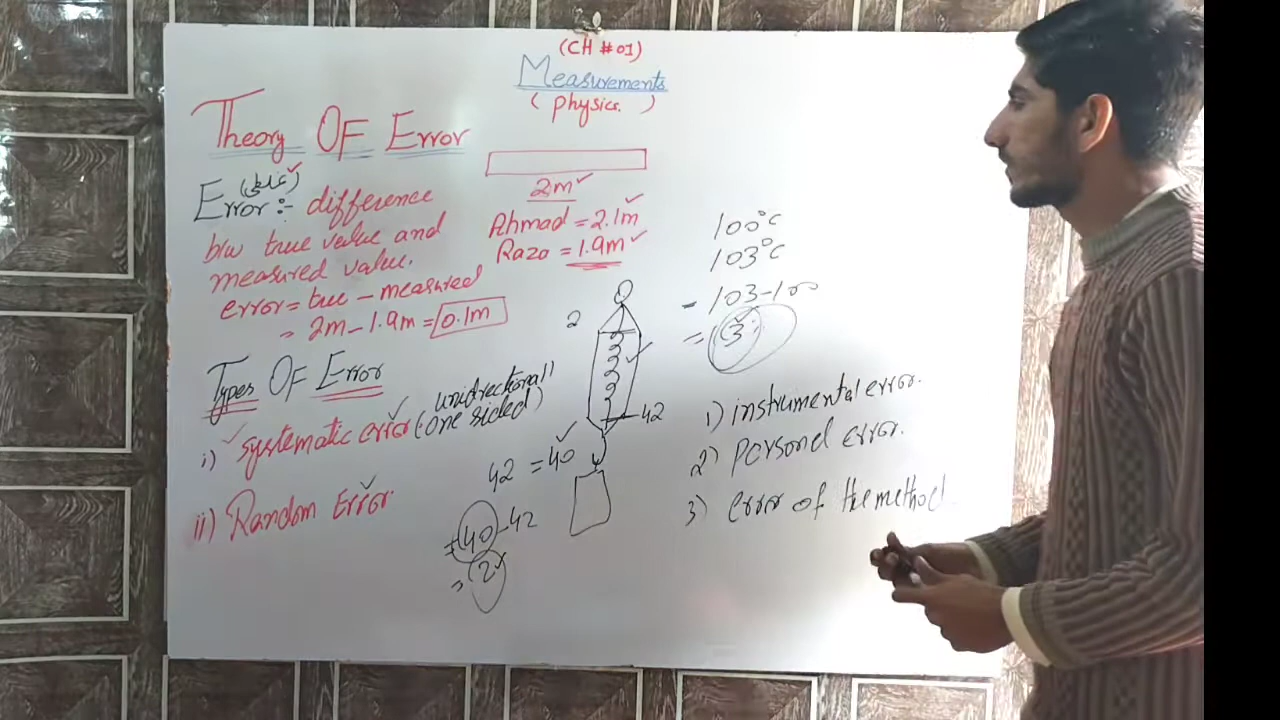 (CH # 01)
Measurements
(Physics.)
Theory OF Error
(غلطی)
Error :- difference
b/w true value and
measured value.
error = true - measured
= 2m - 1.9m = 0.1m
2m
Ahmad = 2.1m
Raza = 1.9m
100°C
103°C
- 103-100
= 3
Types OF Error
i) systematic error (one sided)
unidirectional
ii) Random Error
2
42
42 = 40
40 - 42
= 2
1) instrumental error.
2) Personal error.
3) error of the method.